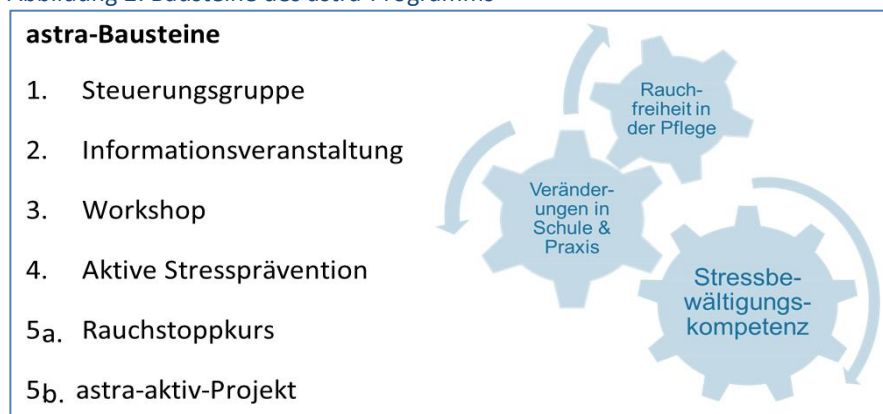 Abbildung 2: Bausteine des astra-Programms
astra-Bausteine
1. Steuerungsgruppe
2. Informationsveranstaltung
3. Workshop
4. Aktive Stressprävention
5a. Rauchstoppkurs
5b. astra-aktiv-Projekt
Rauch-
freiheit in
der Pflege
Veränder-
ungen in
Schule &
Praxis
Stressbe-
wältigungs-
kompetenz